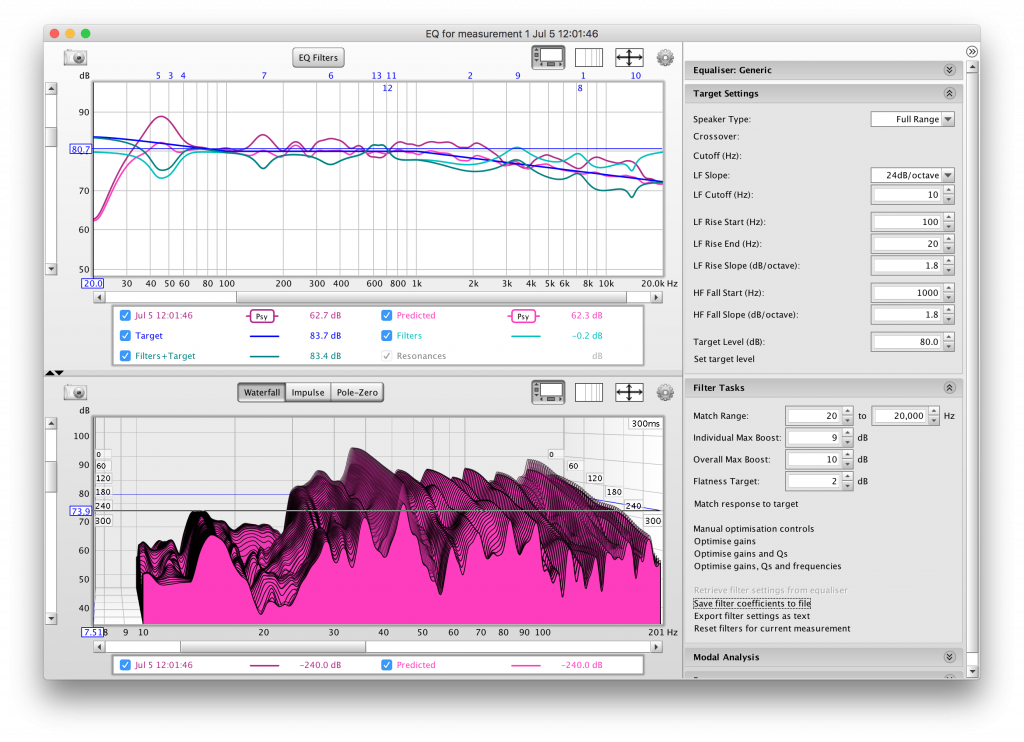 EQ for measurement 1 Jul 5 12:01:46
EQ Filters
dB
5 3 4 7 6 13 11 2 9 1 10
12 8
90
80.7
70
60
50
20.0 30 40 50 60 80 100 200 300 400 600 800 1k 2k 3k 4k 5k 6k 8k 10k 20.0k Hz
Jul 5 12:01:46 Psy 62.7 dB Predicted Psy 62.3 dB
Target 83.7 dB Filters -0.2 dB
Filters+Target 83.4 dB Resonances dB
Waterfall Impulse Pole-Zero
dB
300ms
100
90
80
73.9
70
60
50
40
0
60
120
180
240
300
0
60
120
180
240
300
7.51 8 9 10 20 30 40 50 60 70 80 90 100 201 Hz
Jul 5 12:01:46 -240.0 dB Predicted -240.0 dB
Equaliser: Generic
Target Settings
Speaker Type: Full Range
Crossover:
Cutoff (Hz):
LF Slope: 24dB/octave
LF Cutoff (Hz): 10
LF Rise Start (Hz): 100
LF Rise End (Hz): 20
LF Rise Slope (dB/octave): 1.8
HF Fall Start (Hz): 1000
HF Fall Slope (dB/octave): 1.8
Target Level (dB): 80.0
Set target level
Filter Tasks
Match Range: 20 to 20,000 Hz
Individual Max Boost: 9 dB
Overall Max Boost: 10 dB
Flatness Target: 2 dB
Match response to target
Manual optimisation controls
Optimise gains
Optimise gains and Qs
Optimise gains, Qs and frequencies
Retrieve filter settings from equaliser
Save filter coefficients to file
Export filter settings as text
Reset filters for current measurement
Modal Analysis